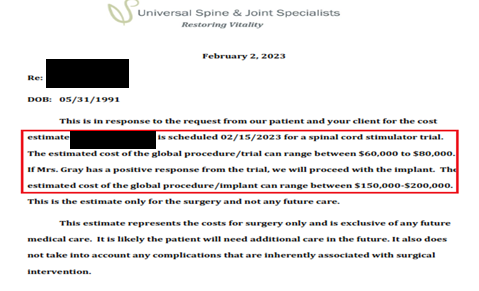 Universal Spine & Joint Specialists
Restoring Vitality
February 2, 2023
Re:
DOB: 05/31/1991
This is in response to the request from our patient and your client for the cost
estimate is scheduled 02/15/2023 for a spinal cord stimulator trial.
The estimated cost of the global procedure/trial can range between $60,000 to $80,000.
If Mrs. Gray has a positive response from the trial, we will proceed with the implant. The
estimated cost of the global procedure/implant can range between $150,000-$200,000.
This is the estimate only for the surgery and not any future care.
This estimate represents the costs for surgery only and is exclusive of any future
medical care. It is likely the patient will need additional care in the future. It also does
not take into account any complications that are inherently associated with surgical
intervention.